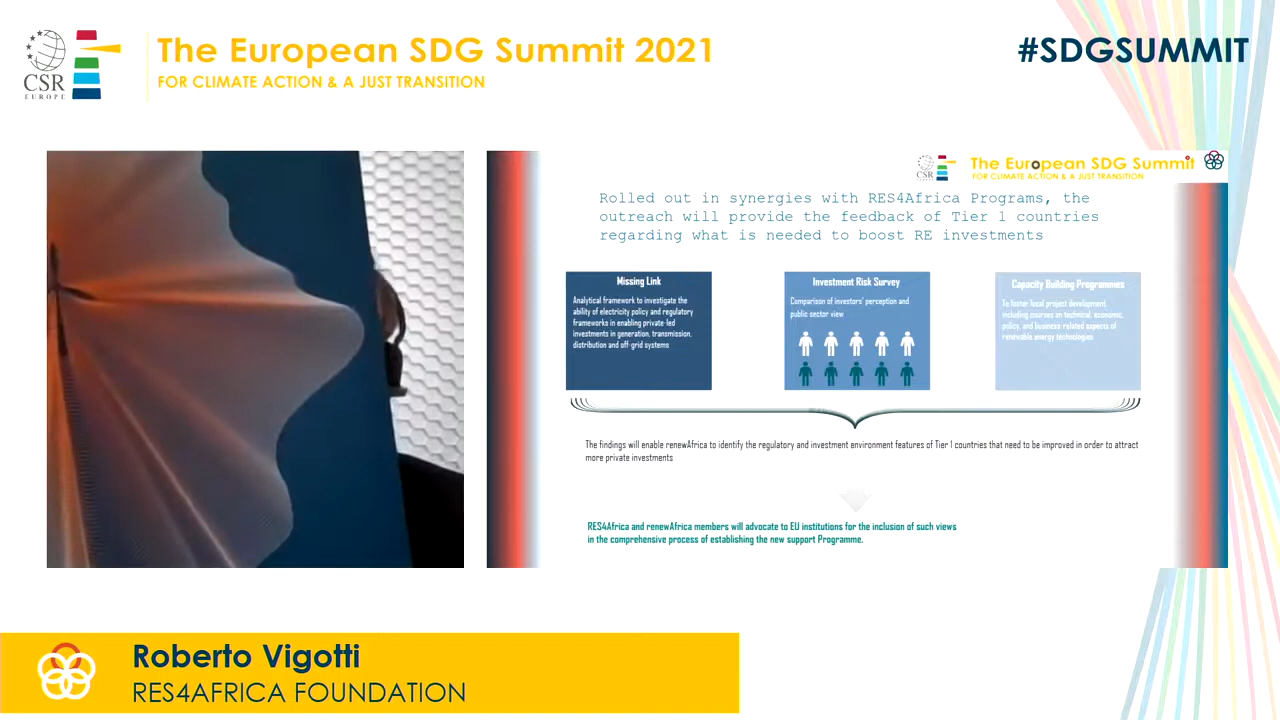 CSR
EUROPE
The European SDG Summit 2021
FOR CLIMATE ACTION & A JUST TRANSITION
#SDGSUMMIT
CSR
The European SDG Summit
FOR CLIMATE ACTION & A JUST TRANSITION
Rolled out in synergies with RES4Africa Programs, the
outreach will provide the feedback of Tier 1 countries
regarding what is needed to boost RE investments
Missing Link
Analytical framework to investigate the
ability of electricity policy and regulatory
frameworks in enabling private-led
investments in generation, transmission,
distribution and off-grid systems
Investment Risk Survey
Comparison of investors' perception and
public sector view
Capacity Building Programmes
To foster local project development,
including courses on technical, economic,
policy, and business-related aspects of
renewable energy technologies
The findings will enable renewAfrica to identify the regulatory and investment environment features of Tier 1 countries that need to be improved in order to attract
more private investments
RES4Africa and renewAfrica members will advocate to EU institutions for the inclusion of such views
in the comprehensive process of establishing the new support Programme.
Roberto Vigotti
RES4AFRICA FOUNDATION